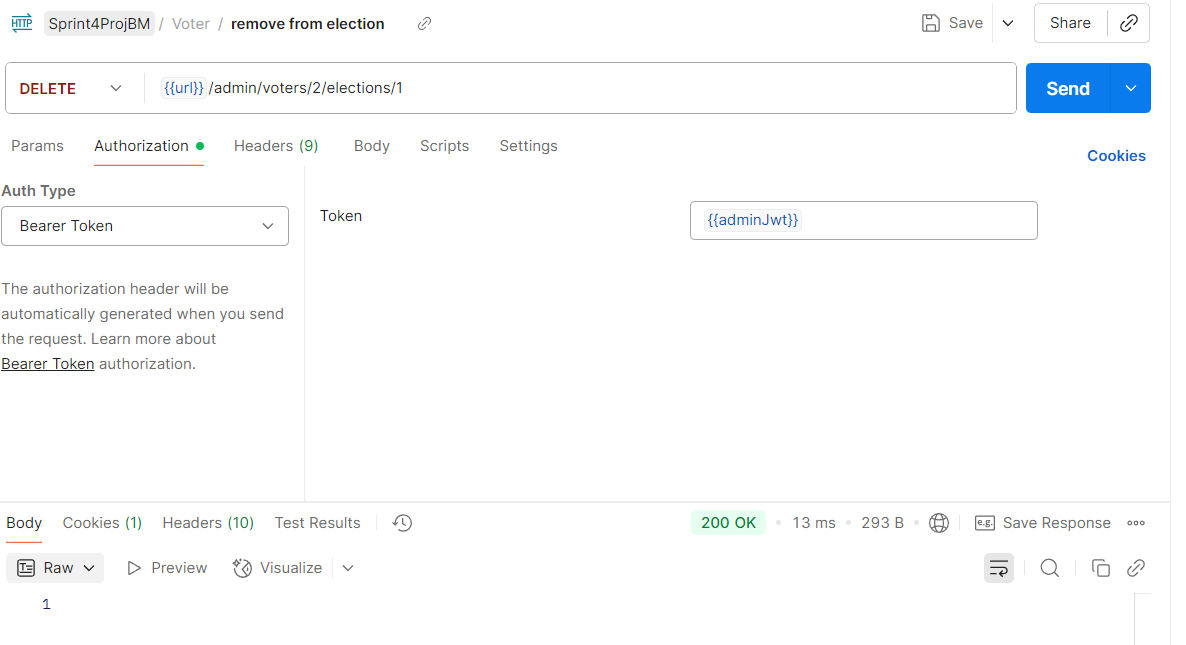 HTTP Sprint4ProjBM / Voter / remove from election Save Share
DELETE {{url}} /admin/voters/2/elections/1 Send
Params Authorization Headers (9) Body Scripts Settings Cookies
Auth Type
Bearer Token
Token {{adminJwt}}
The authorization header will be
automatically generated when you send
the request. Learn more about
Bearer Token authorization.
Body Cookies (1) Headers (10) Test Results 200 OK 13 ms 293 B e.g. Save Response
Raw Preview Visualize
1